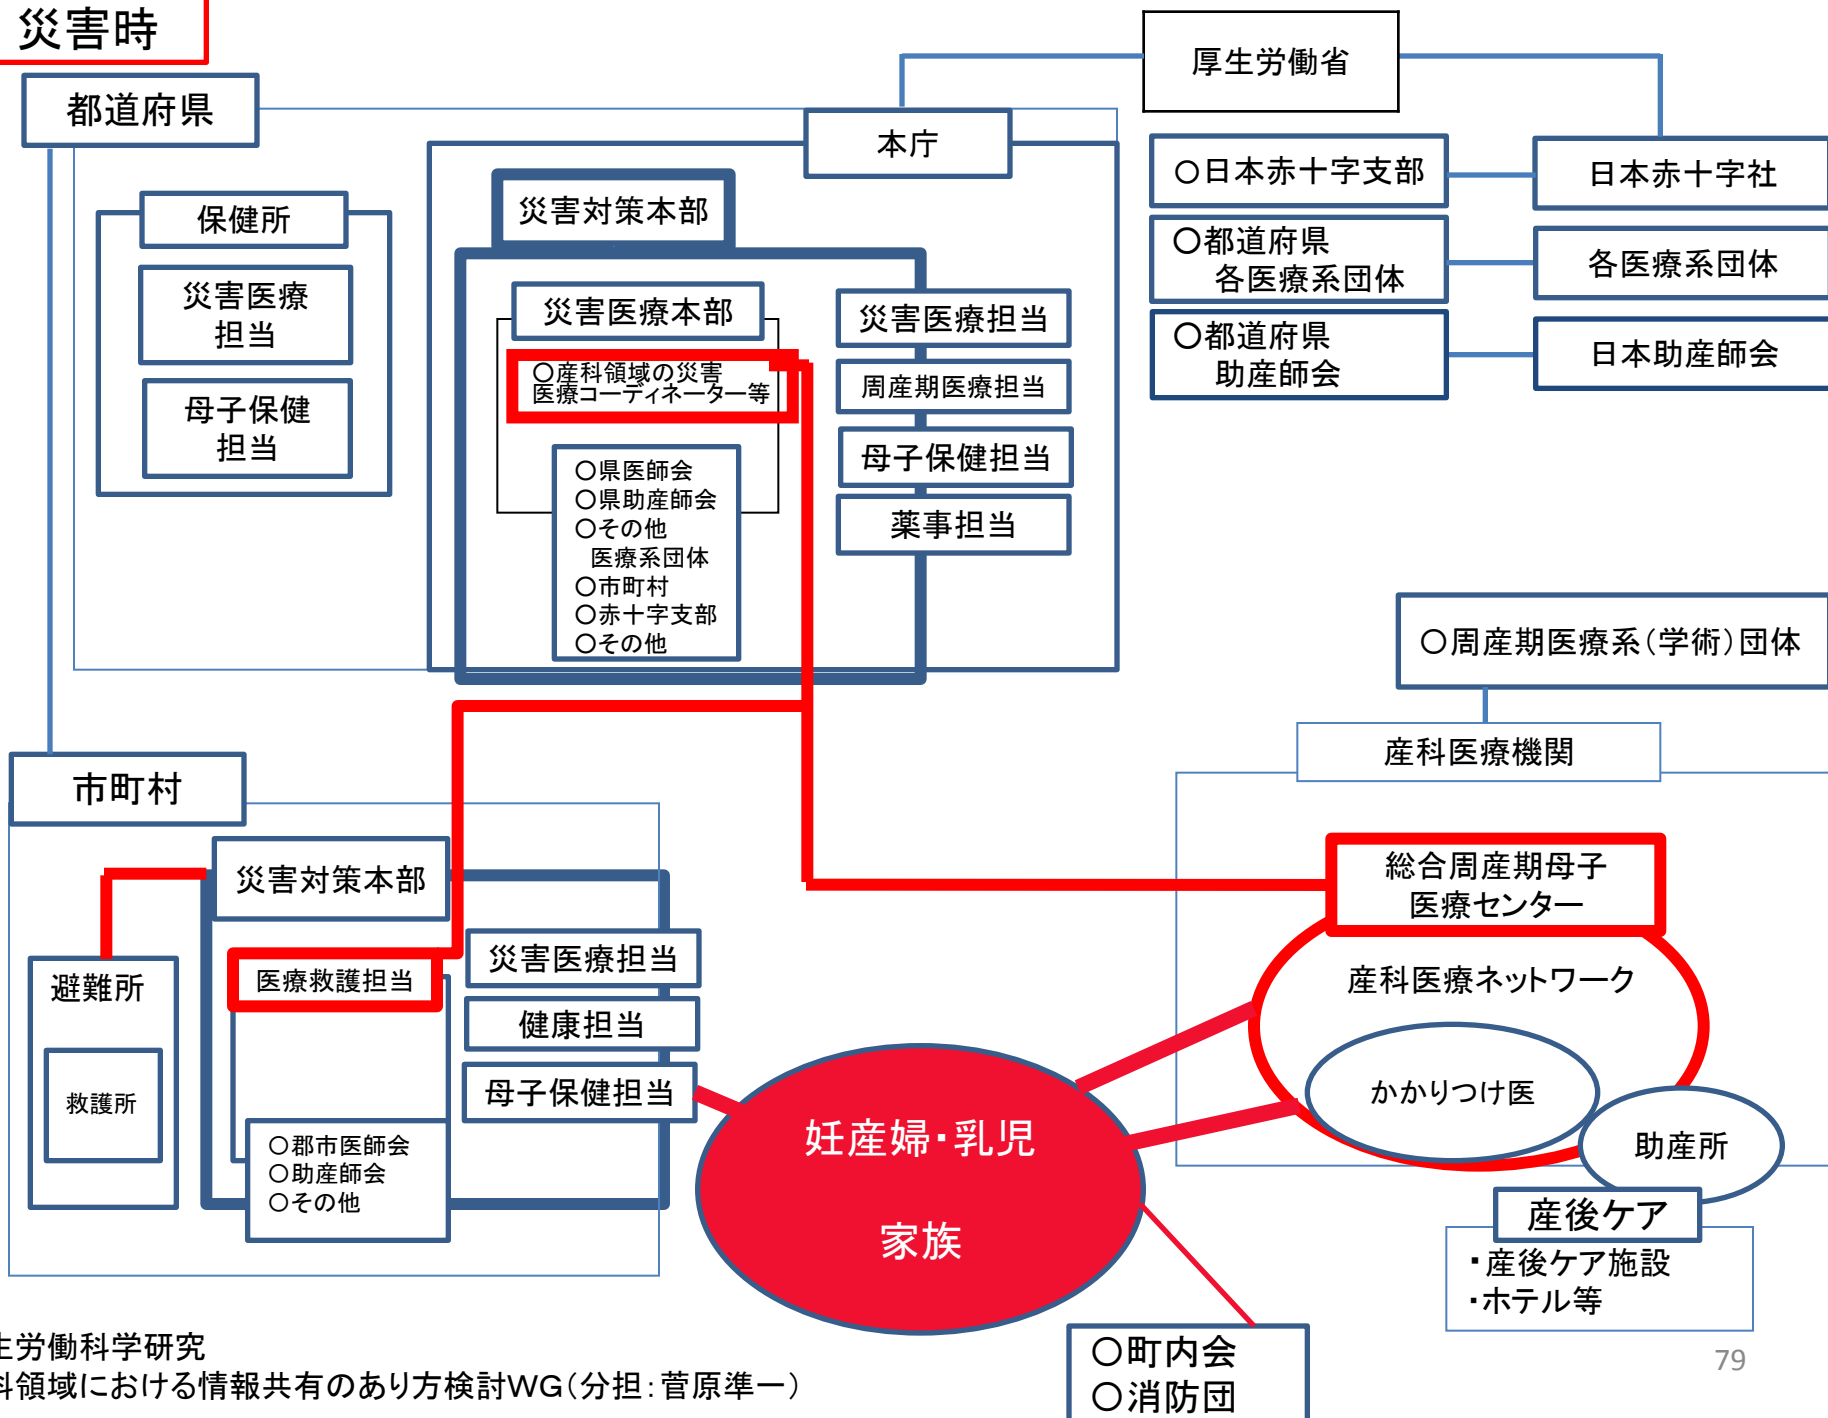 災害時
厚生労働省
都道府県
本庁
保健所
災害医療
担当
母子保健
担当
災害対策本部
災害医療本部
〇産科領域の災害
医療コーディネーター等
〇県医師会
〇県助産師会
〇その他
医療系団体
〇市町村
〇赤十字支部
〇その他
災害医療担当
周産期医療担当
母子保健担当
薬事担当
〇日本赤十字支部
日本赤十字社
〇都道府県
各医療系団体
各医療系団体
〇都道府県
助産師会
日本助産師会
〇周産期医療系(学術)団体
産科医療機関
総合周産期母子
医療センター
産科医療ネットワーク
かかりつけ医
助産所
産後ケア
・産後ケア施設
・ホテル等
市町村
災害対策本部
避難所
救護所
医療救護担当
〇郡市医師会
〇助産師会
〇その他
災害医療担当
健康担当
母子保健担当
妊産婦・乳児
家族
〇町内会
〇消防団
生労働科学研究
科領域における情報共有のあり方検討WG(分担:菅原準一)
79